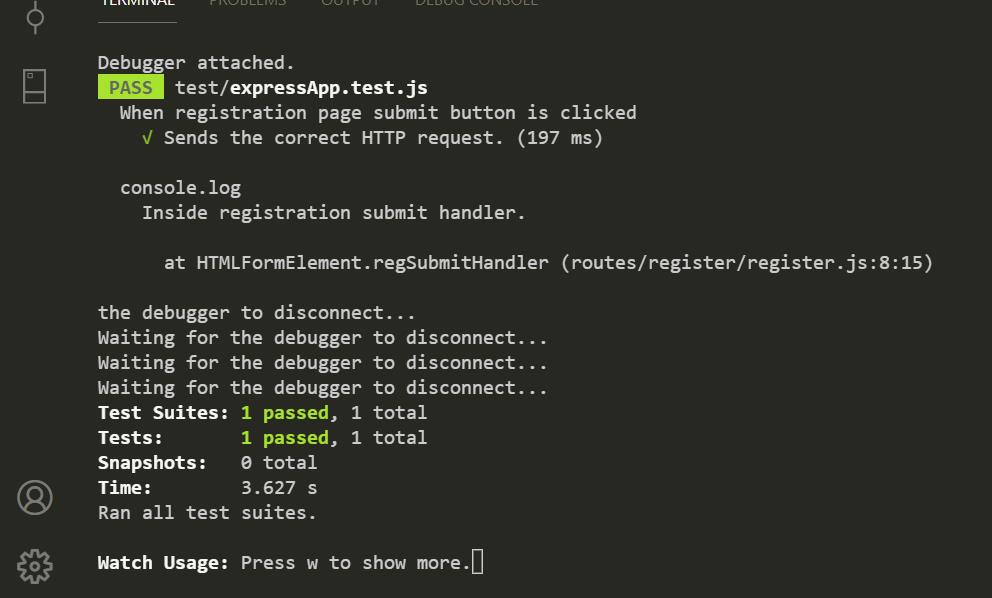 TERMINAL PROBLEMS OUTPUT DEBUG CONSOLE
Debugger attached.
PASS test/expressApp.test.js
When registration page submit button is clicked
√ Sends the correct HTTP request. (197 ms)
console.log
Inside registration submit handler.
at HTMLFormElement.regSubmitHandler (routes/register/register.js:8:15)
the debugger to disconnect...
Waiting for the debugger to disconnect...
Waiting for the debugger to disconnect...
Waiting for the debugger to disconnect...
Test Suites: 1 passed, 1 total
Tests: 1 passed, 1 total
Snapshots: 0 total
Time: 3.627 s
Ran all test suites.
Watch Usage: Press w to show more.